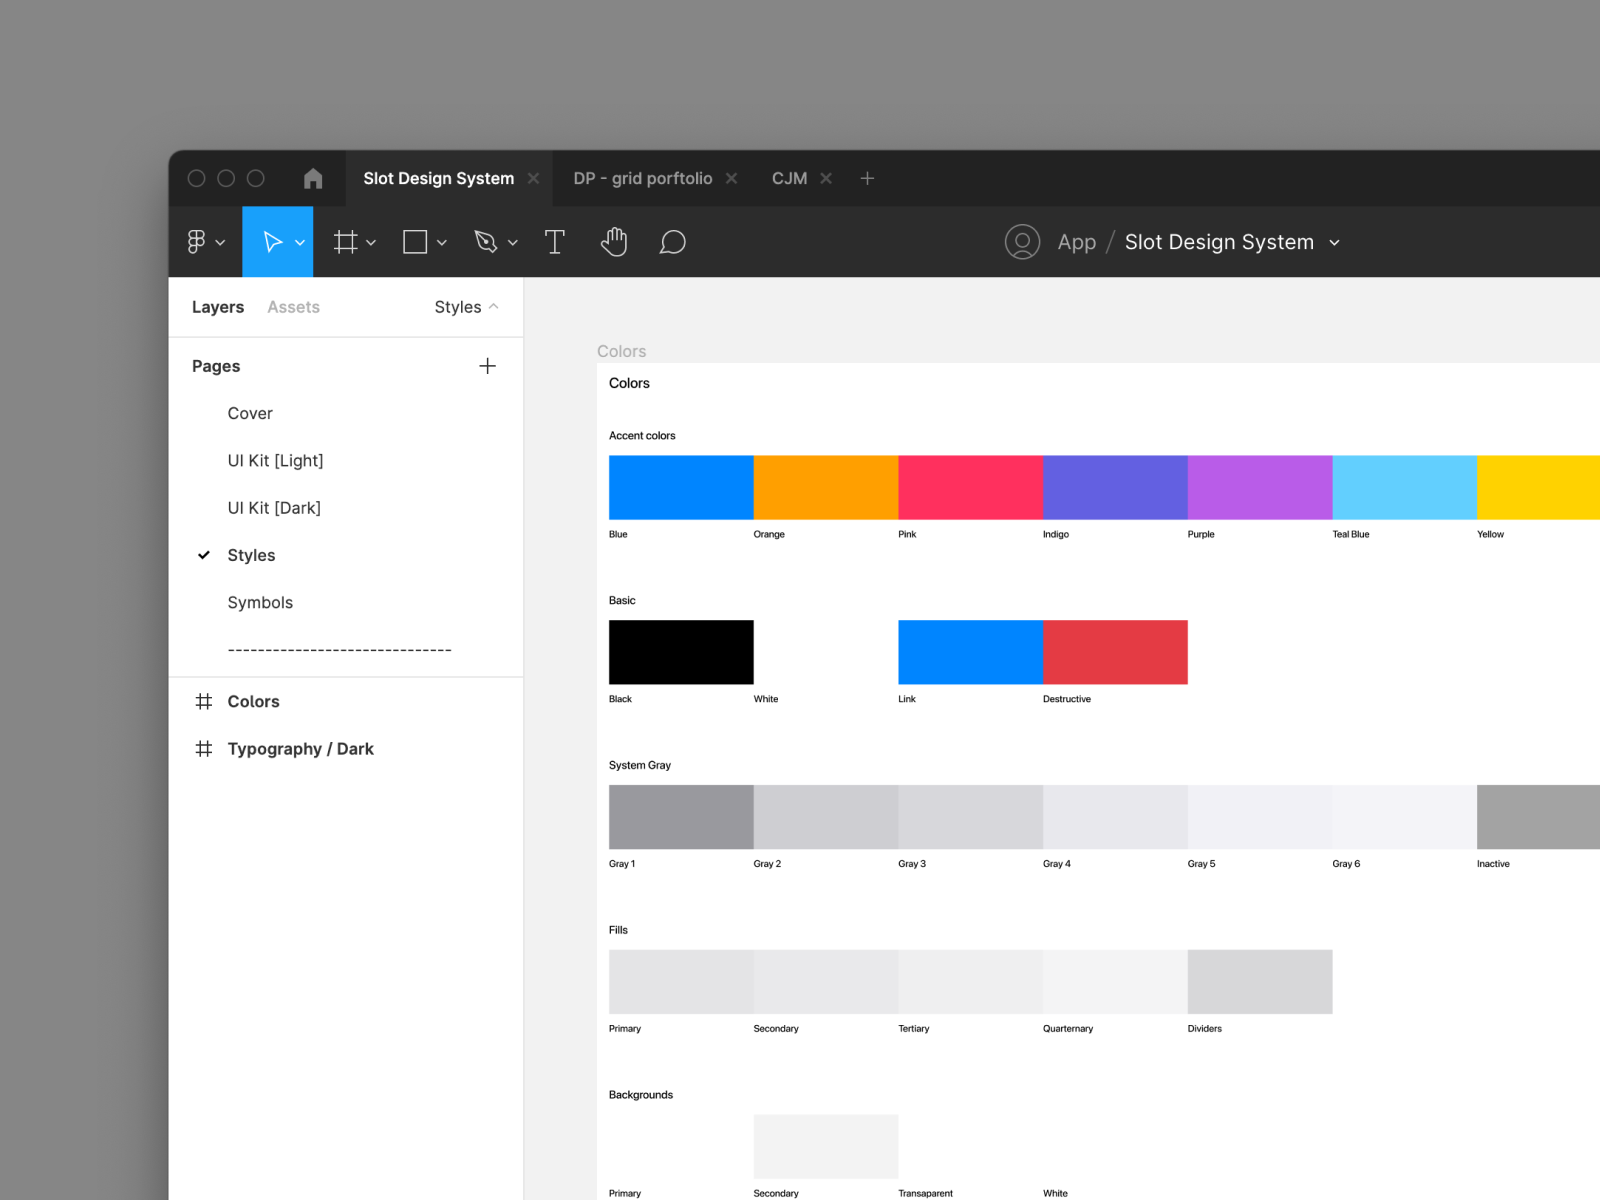 Slot Design System
DP - grid porftolio
CJM
App / Slot Design System
Layers
Assets
Styles
Pages
Cover
UI Kit [Light]
UI Kit [Dark]
Styles
Symbols
------------------------------
Colors
Typography / Dark
Colors
Colors
Accent colors
Blue
Orange
Pink
Indigo
Purple
Teal Blue
Yellow
Basic
Black
White
Link
Destructive
System Gray
Gray 1
Gray 2
Gray 3
Gray 4
Gray 5
Gray 6
Inactive
Fills
Primary
Secondary
Tertiary
Quarternary
Dividers
Backgrounds
Primary
Secondary
Transaparent
White